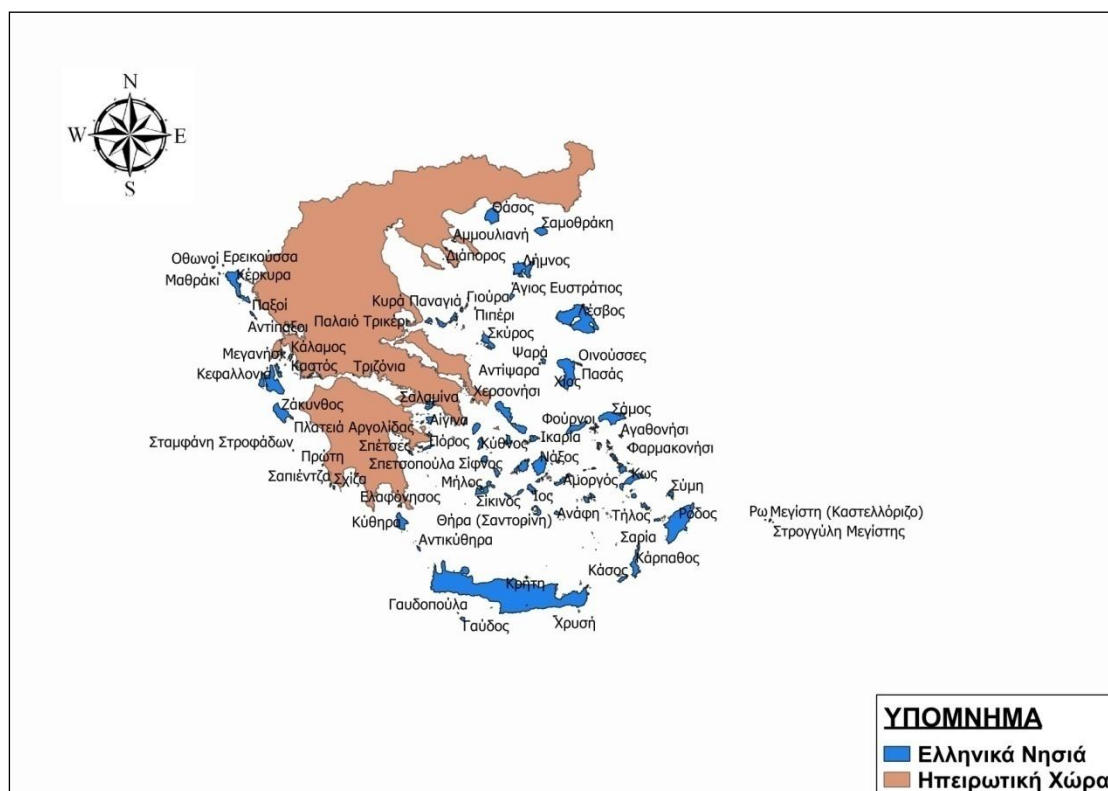 N
W E
S
Θάσος
Σαμοθράκη
Αμμουλιανή
Διάπορος
Λήμνος
Οθωνοί Ερεικούσσα
Κέρκυρα
Μαθράκι
Άγιος Ευστράτιος
Κυρά Παναγιά Γιούρα
Παξοί
Πιπέρι
Λέσβος
Αντίπαξοι
Παλαιό Τρικέρι
Σκύρος
Κάλαμος
Μεγανήσι
Ψαρά
Οινούσσες
Καστός
Τριζόνια
Αντίψαρα
Πασάς
Κεφαλλονιά
Χίος
Χερσονήσι
Σαλαμίνα
Ζάκυνθος
Σάμος
Πλατειά Αργολίδας
Αίγινα
Φούρνοι
Αγαθονήσι
Σταμφάνη Στροφάδων
Σπέτσες
Πόρος
Κύθνος
Ικαρία
Φαρμακονήσι
Πρώτη
Σπετσοπούλα Σίφνος
Νάξος
Σαπιέντζα
Σχίζα
Μήλος
Αμοργός
Κως
Σύμη
Ελαφόνησος
Σίκινος
Ίος
Κύθηρα
Θήρα (Σαντορίνη)
Ανάφη
Τήλος
Ρόδος
Ρω Μεγίστη (Καστελλόριζο)
Στρογγύλη Μεγίστης
Αντικύθηρα
Σαρία
Κάρπαθος
Κάσος
Κρήτη
Γαυδοπούλα
Γαύδος
Χρυσή
ΥΠΟΜΝΗΜΑ
Ελληνικά Νησιά
Ηπειρωτική Χώρα